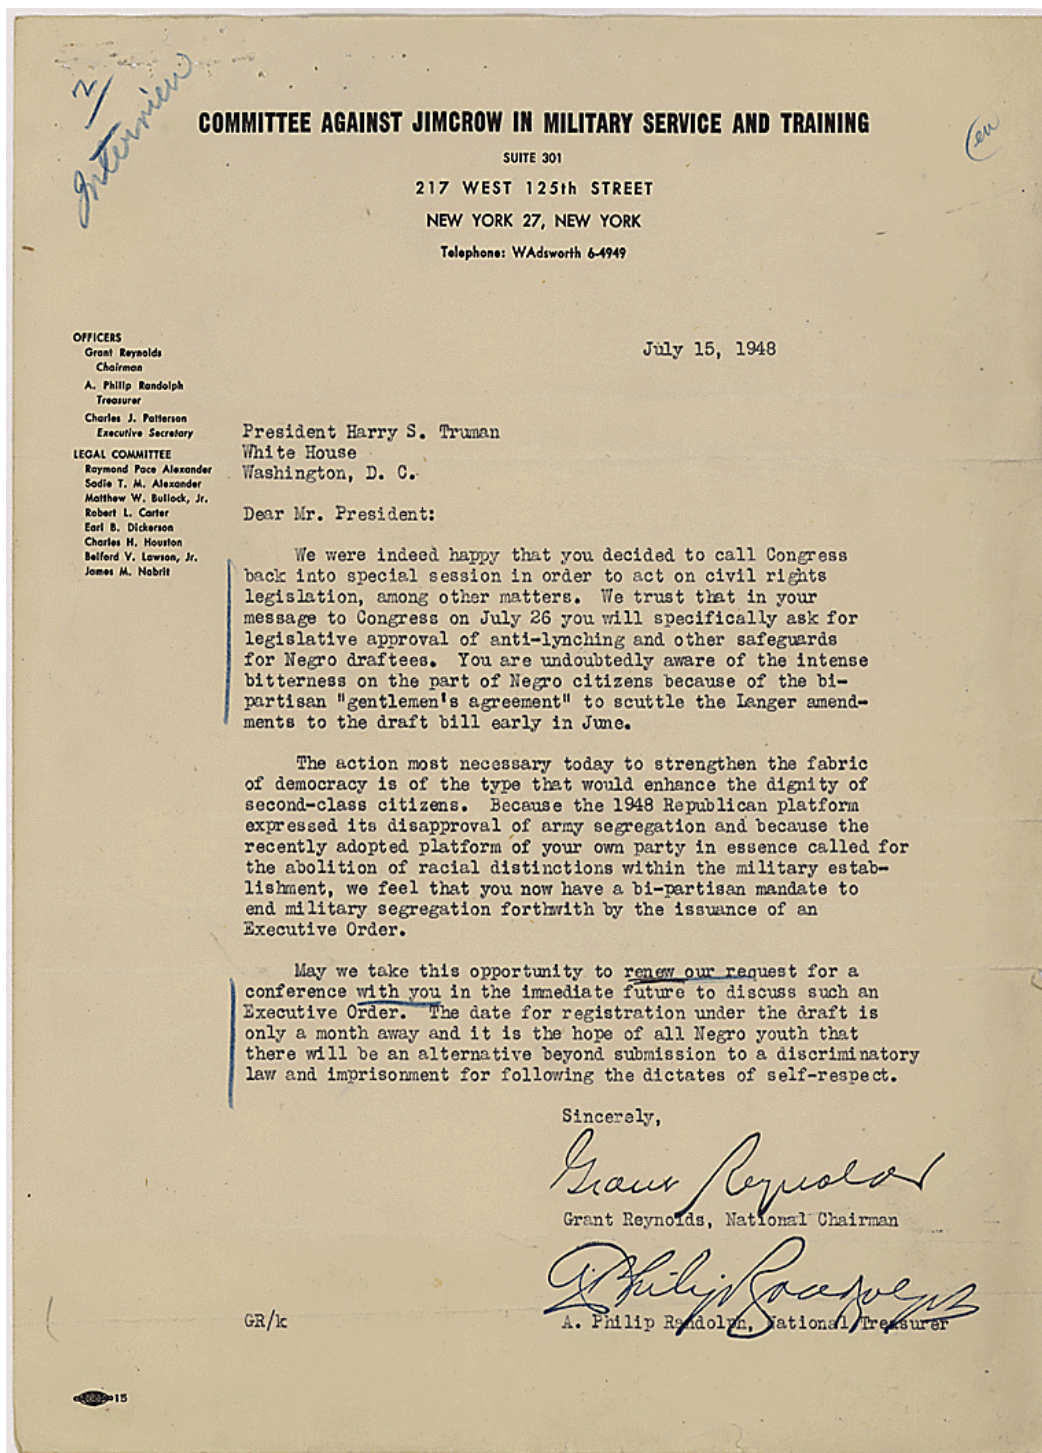 2
Interview
(en
COMMITTEE AGAINST JIMCROW IN MILITARY SERVICE AND TRAINING
SUITE 301
217 WEST 125th STREET
NEW YORK 27, NEW YORK
Telephone: WAdsworth 6-4949
OFFICERS
Grant Reynolds
Chairman
A. Philip Randolph
Treasurer
Charles J. Patterson
Executive Secretary
LEGAL COMMITTEE
Raymond Pace Alexander
Sadie T. M. Alexander
Matthew W. Bullock, Jr.
Robert L. Carter
Earl B. Dickerson
Charles H. Houston
Belford V. Lawson, Jr.
James M. Nabrit
July 15, 1948
President Harry S. Truman
White House
Washington, D. C.
Dear Mr. President:
We were indeed happy that you decided to call Congress
back into special session in order to act on civil rights
legislation, among other matters. We trust that in your
message to Congress on July 26 you will specifically ask for
legislative approval of anti-lynching and other safeguards
for Negro draftees. You are undoubtedly aware of the intense
bitterness on the part of Negro citizens because of the bi-
partisan "gentlemen's agreement" to scuttle the Langer amend-
ments to the draft bill early in June.
The action most necessary today to strengthen the fabric
of democracy is of the type that would enhance the dignity of
second-class citizens. Because the 1948 Republican platform
expressed its disapproval of army segregation and because the
recently adopted platform of your own party in essence called for
the abolition of racial distinctions within the military estab-
lishment, we feel that you now have a bi-partisan mandate to
end military segregation forthwith by the issuance of an
Executive Order.
May we take this opportunity to renew our request for a
conference with you in the immediate future to discuss such an
Executive Order. The date for registration under the draft is
only a month away and it is the hope of all Negro youth that
there will be an alternative beyond submission to a discriminatory
law and imprisonment for following the dictates of self-respect.
Sincerely,
Grant Reynolds
Grant Reynolds, National Chairman
A. Philip Randolph
A. Philip Randolph, National Treasurer
GR/k
15